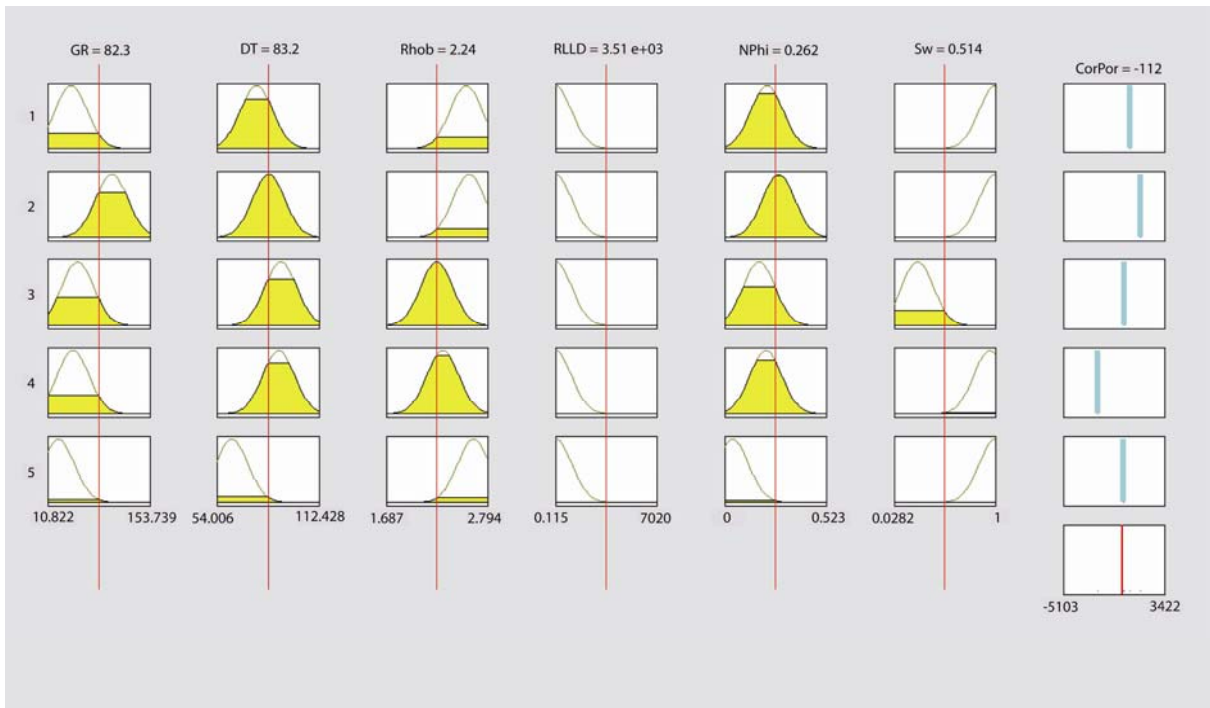 GR = 82.3 DT = 83.2 Rhob = 2.24 RLLD = 3.51 e+03 NPhi = 0.262 Sw = 0.514
CorPor = -112
1
2
3
4
5
10.822 153.739 54.006 112.428 1.687 2.794 0.115 7020 0 0.523 0.0282 1
-5103 3422